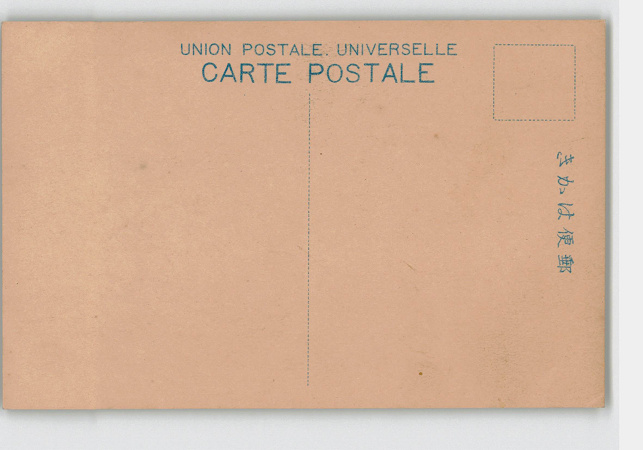 UNION POSTALE UNIVERSELLE
CARTE POSTALE
きかは便郵